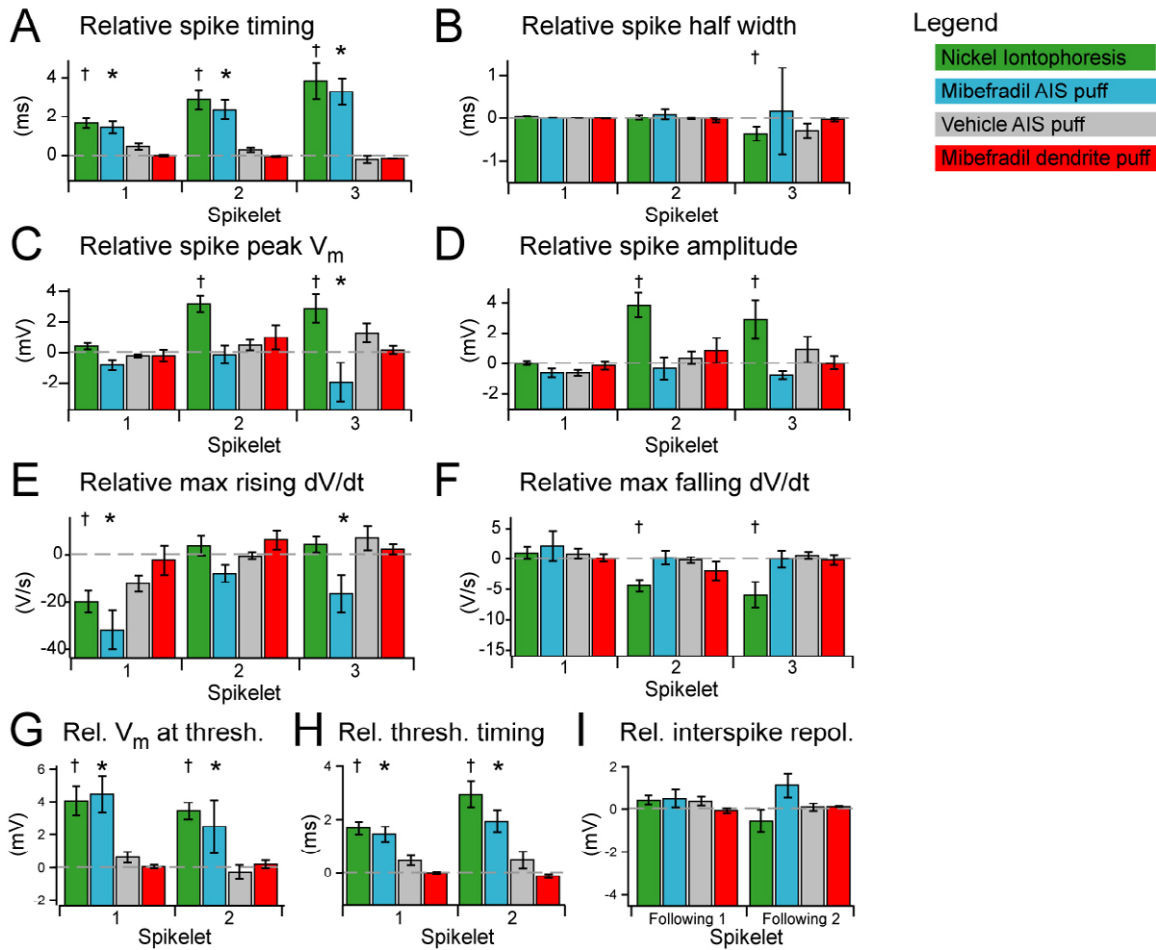 A Relative spike timing
† * † * † *
(ms)
4
2
0
1 2 3
Spikelet
B Relative spike half width
†
(ms)
1
0
-1
1 2 3
Spikelet
Legend
Nickel Iontophoresis
Mibefradil AIS puff
Vehicle AIS puff
Mibefradil dendrite puff
C Relative spike peak Vm
† † *
(mV)
4
2
0
-2
1 2 3
Spikelet
D Relative spike amplitude
† †
(mV)
4
2
0
-2
1 2 3
Spikelet
E Relative max rising dV/dt
† * *
(V/s)
0
-20
-40
1 2 3
Spikelet
F Relative max falling dV/dt
† †
(V/s)
5
0
-5
-10
-15
1 2 3
Spikelet
G Rel. Vm at thresh.
† * † *
(mV)
6
4
2
0
2
1 2
Spikelet
H Rel. thresh. timing
† * † *
(ms)
4
2
0
1 2
Spikelet
I Rel. interspike repol.
(mV)
2
0
-2
-4
Following 1 Following 2
Spikelet